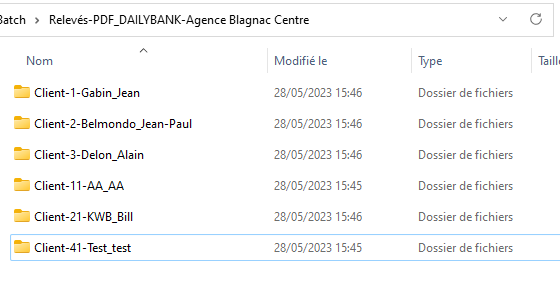 Batch > Relevés-PDF_DAILYBANK-Agence Blagnac Centre
Nom Modifié le Type Taill
Client-1-Gabin_Jean 28/05/2023 15:46 Dossier de fichiers
Client-2-Belmondo_Jean-Paul 28/05/2023 15:46 Dossier de fichiers
Client-3-Delon_Alain 28/05/2023 15:46 Dossier de fichiers
Client-11-AA_AA 28/05/2023 15:45 Dossier de fichiers
Client-21-KWB_Bill 28/05/2023 15:46 Dossier de fichiers
Client-41-Test_test 28/05/2023 15:45 Dossier de fichiers